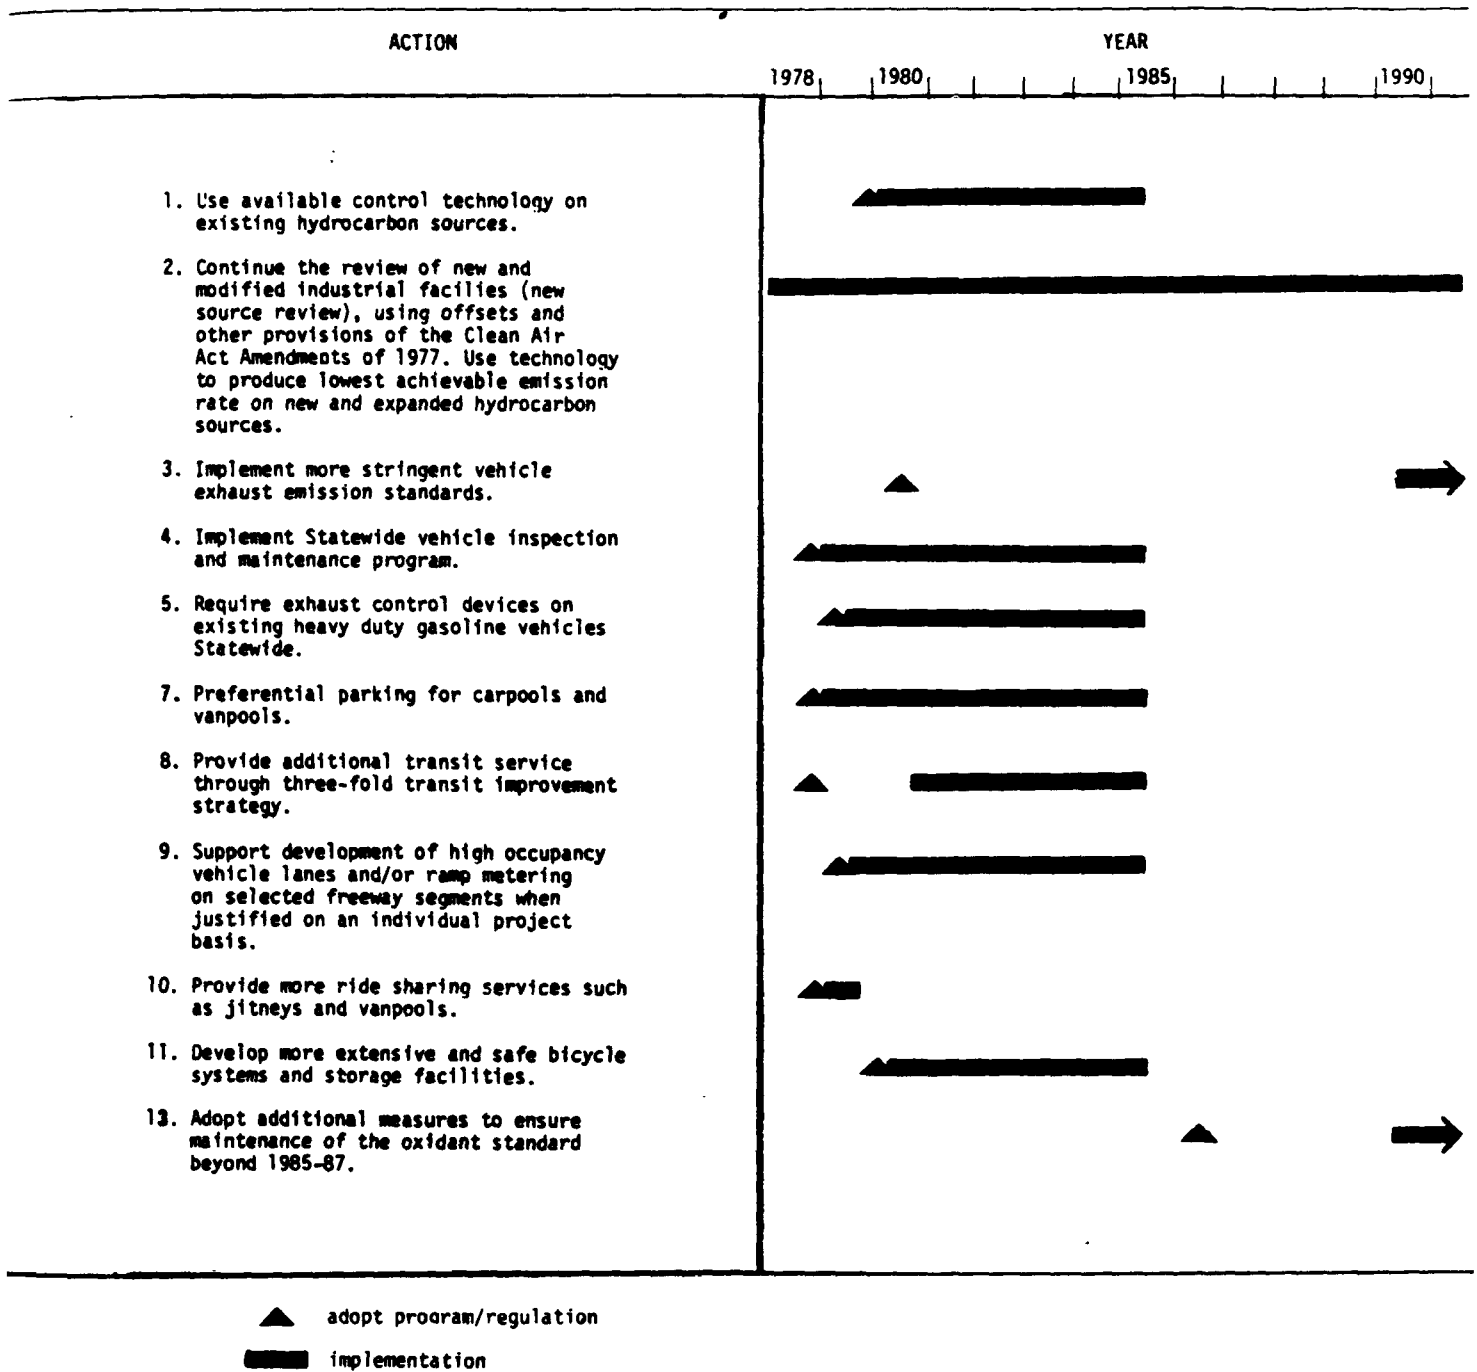 ACTION
YEAR
1978 1980 1985 1990
1. Use available control technology on
existing hydrocarbon sources.
2. Continue the review of new and
modified industrial facilies (new
source review), using offsets and
other provisions of the Clean Air
Act Amendments of 1977. Use technology
to produce lowest achievable emission
rate on new and expanded hydrocarbon
sources.
3. Implement more stringent vehicle
exhaust emission standards.
4. Implement Statewide vehicle inspection
and maintenance program.
5. Require exhaust control devices on
existing heavy duty gasoline vehicles
Statewide.
7. Preferential parking for carpools and
vanpools.
8. Provide additional transit service
through three-fold transit improvement
strategy.
9. Support development of high occupancy
vehicle lanes and/or ramp metering
on selected freeway segments when
justified on an individual project
basis.
10. Provide more ride sharing services such
as jitneys and vanpools.
11. Develop more extensive and safe bicycle
systems and storage facilities.
13. Adopt additional measures to ensure
maintenance of the oxidant standard
beyond 1985-87.
adopt program/regulation
implementation